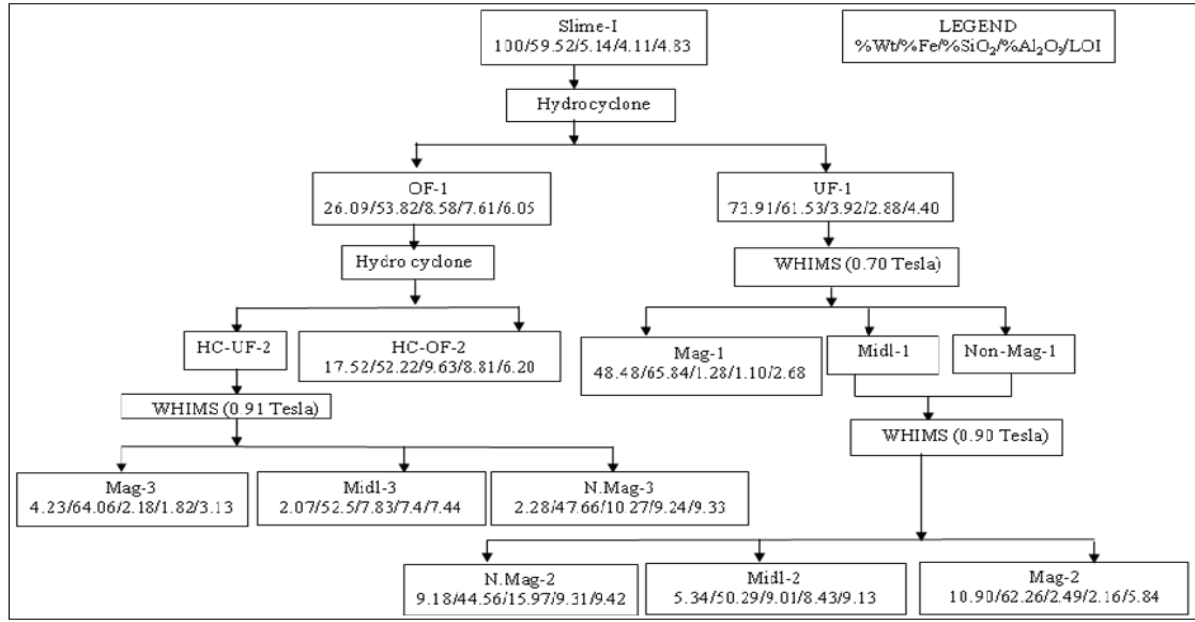 Slime-I
100/59.52/5.14/4.11/4.83
LEGEND
%Wt/%Fe/%SiO₂/%Al₂O₃/LOI
Hydrocyclone
OF-1
26.09/53.82/8.58/7.61/6.05
UF-1
73.91/61.53/3.92/2.88/4.40
Hydro cyclone
WHIMS (0.70 Tesla)
HC-UF-2
HC-OF-2
17.52/52.22/9.63/8.81/6.20
Mag-1
48.48/65.84/1.28/1.10/2.68
Midl-1
Non-Mag-1
WHIMS (0.91 Tesla)
WHIMS (0.90 Tesla)
Mag-3
4.23/64.06/2.18/1.82/3.13
Midl-3
2.07/52.5/7.83/7.4/7.44
N.Mag-3
2.28/47.66/10.27/9.24/9.33
N.Mag-2
9.18/44.56/15.97/9.31/9.42
Midl-2
5.34/50.29/9.01/8.43/9.13
Mag-2
10.90/62.26/2.49/2.16/5.84